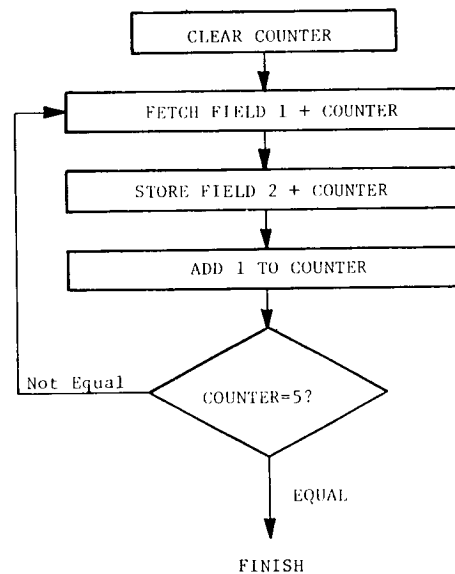 CLEAR COUNTER
FETCH FIELD 1 + COUNTER
STORE FIELD 2 + COUNTER
ADD 1 TO COUNTER
Not Equal
COUNTER=5?
EQUAL
FINISH